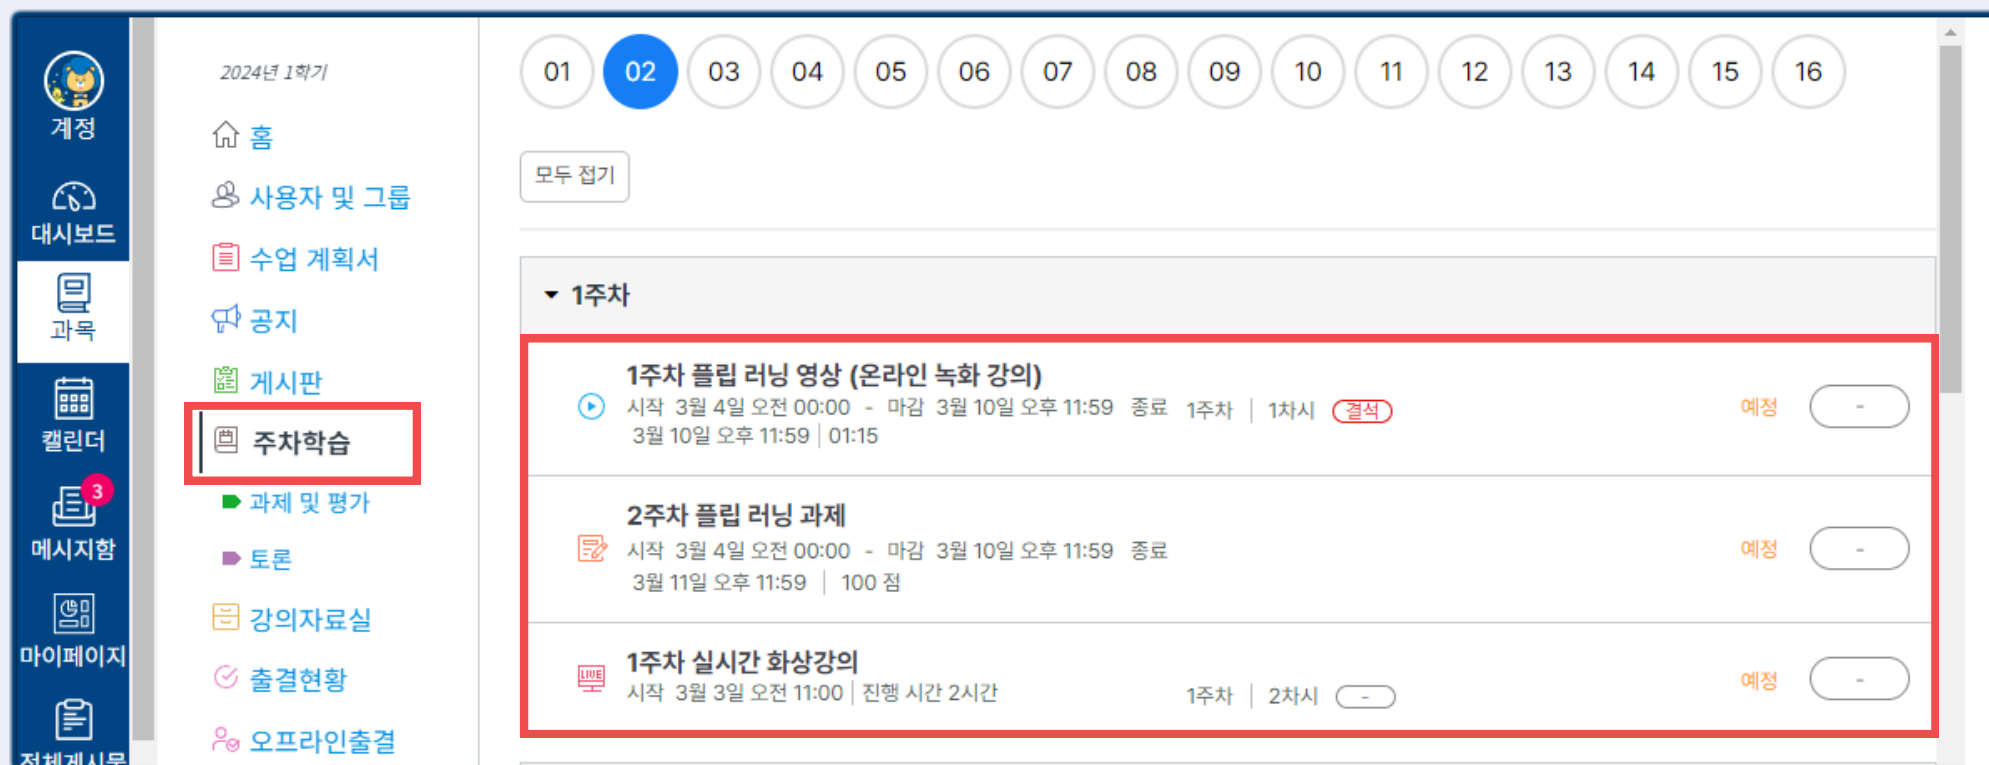 계정
대시보드
과목
캘린더
3
메시지함
마이페이지
전체게시물
2024년 1학기
홈
사용자 및 그룹
수업 계획서
공지
게시판
주차학습
과제 및 평가
토론
강의자료실
출결현황
오프라인출결
01 02 03 04 05 06 07 08 09 10 11 12 13 14 15 16
모두 접기
1주차
1주차 플립 러닝 영상 (온라인 녹화 강의)
시작 3월 4일 오전 00:00 - 마감 3월 10일 오후 11:59 종료 1주차 | 1차시 결석 예정 -
3월 10일 오후 11:59 | 01:15
2주차 플립 러닝 과제
시작 3월 4일 오전 00:00 - 마감 3월 10일 오후 11:59 종료 예정 -
3월 11일 오후 11:59 | 100 점
LIVE
1주차 실시간 화상강의
시작 3월 3일 오전 11:00 | 진행 시간 2시간 1주차 | 2차시 - 예정 -